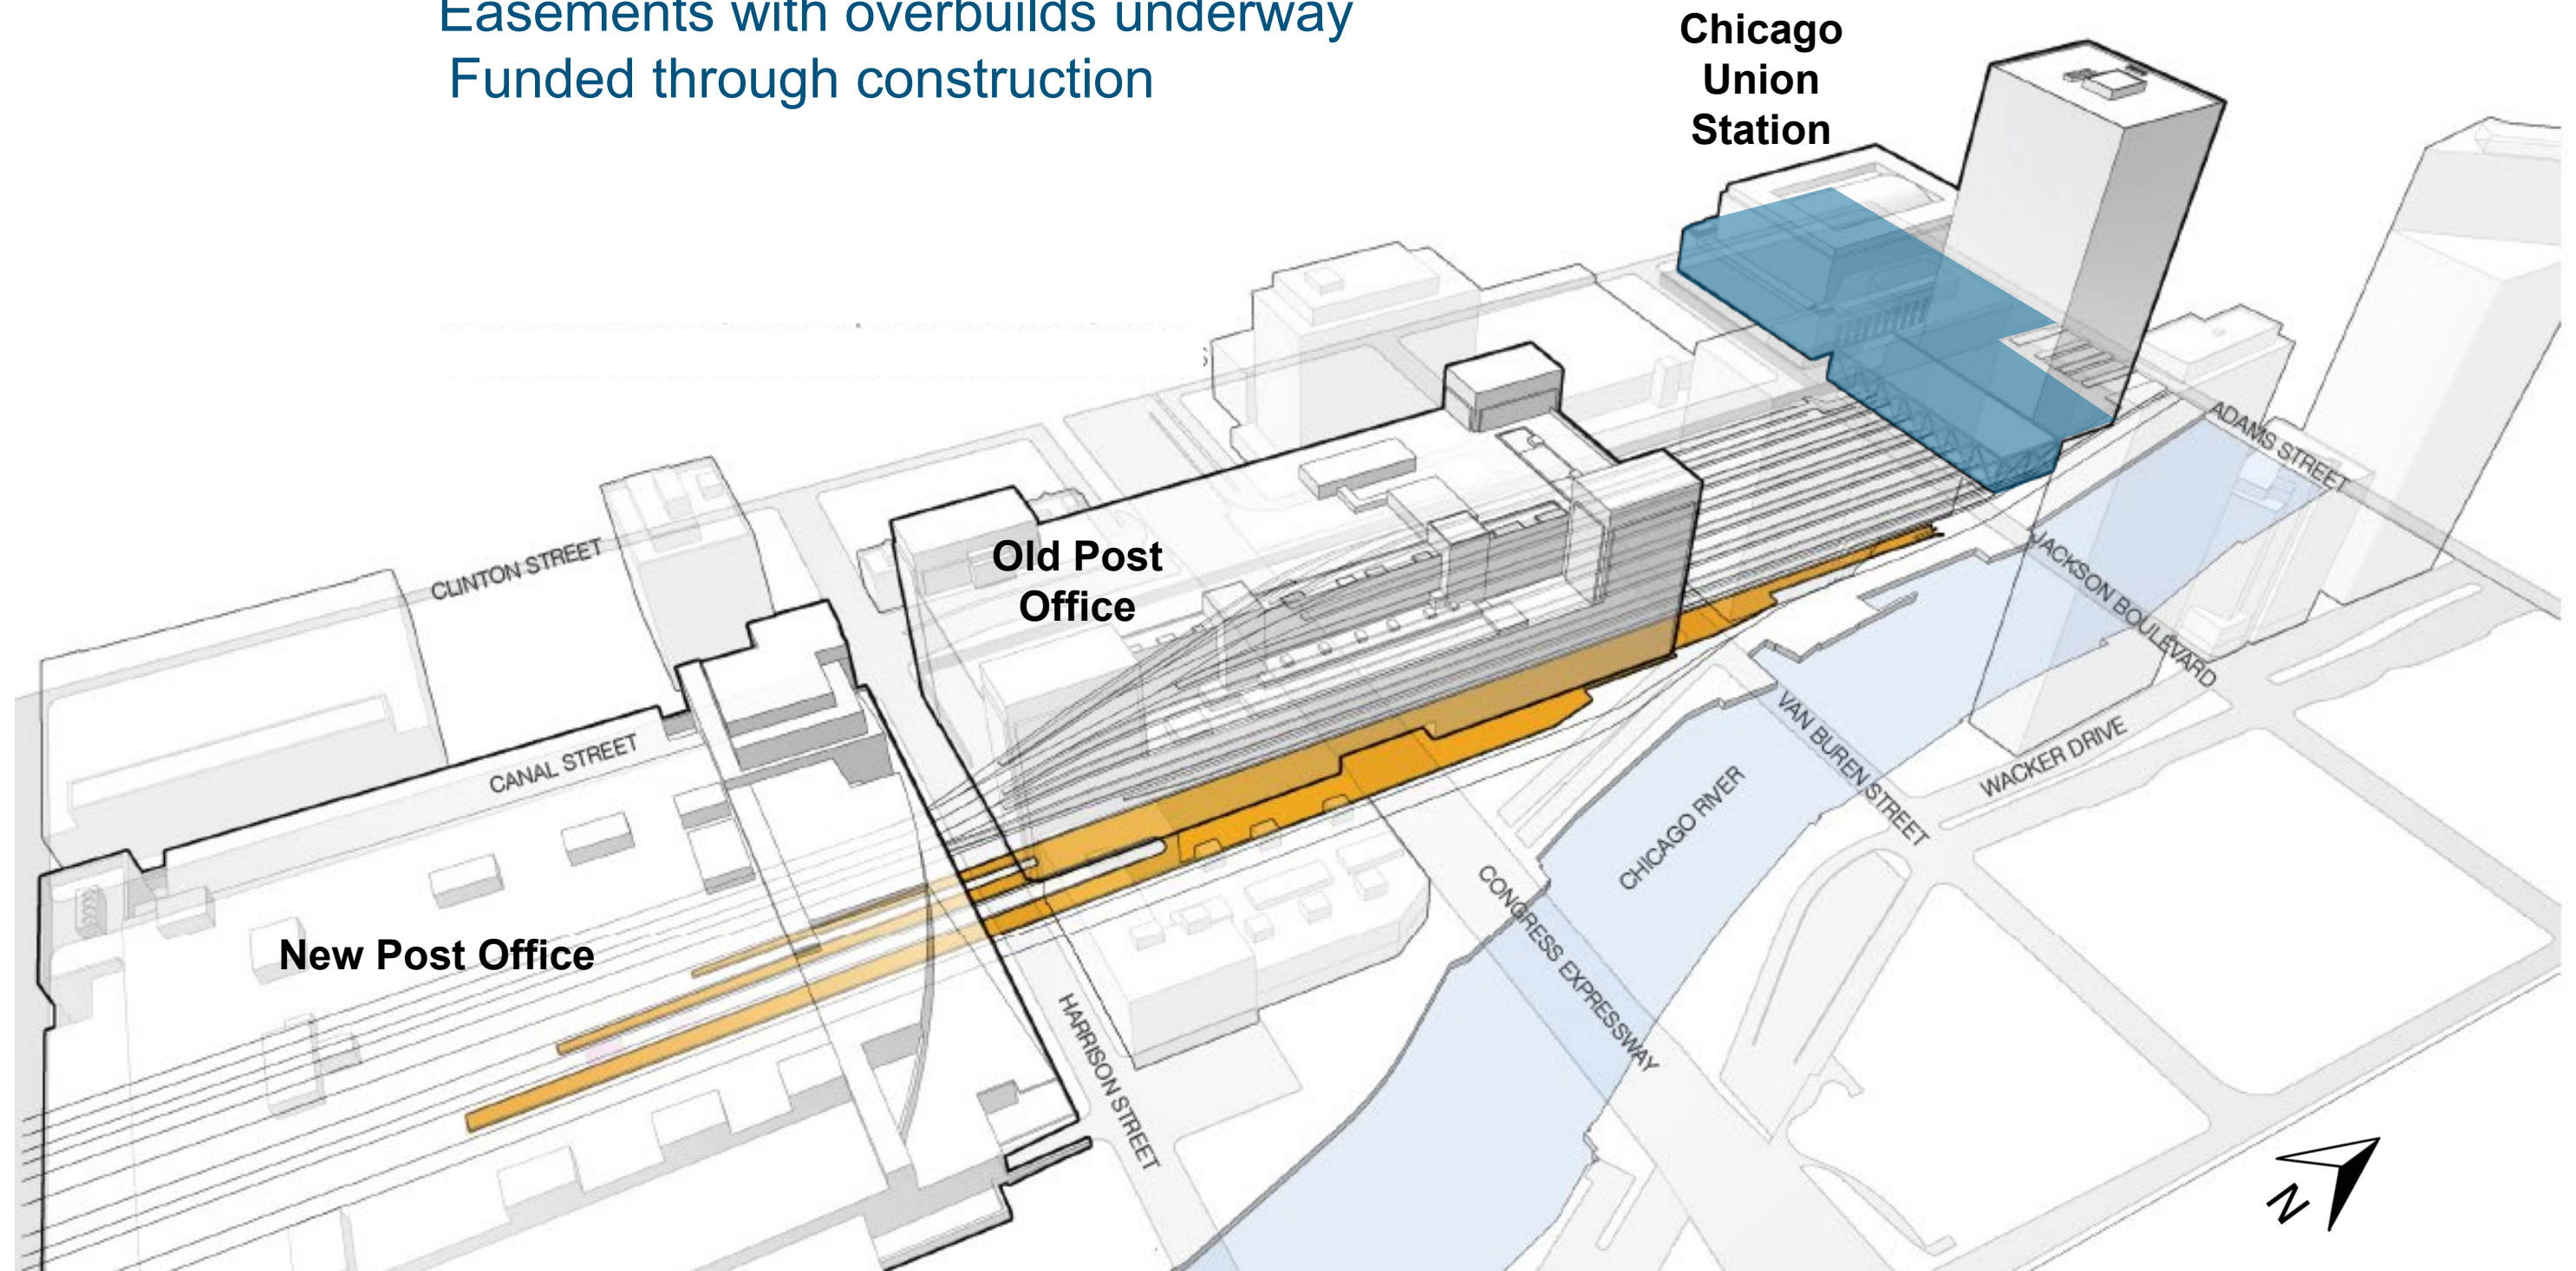 Easements with overbuilds underway
Funded through construction
Chicago
Union
Station
ADAMS STREET
Old Post
Office
CLINTON STREET
JACKSON BOULEVARD
CANAL STREET
VAN BUREN STREET
WACKER DRIVE
CHICAGO RIVER
New Post Office
CONGRESS EXPRESSWAY
HARRISON STREET
N